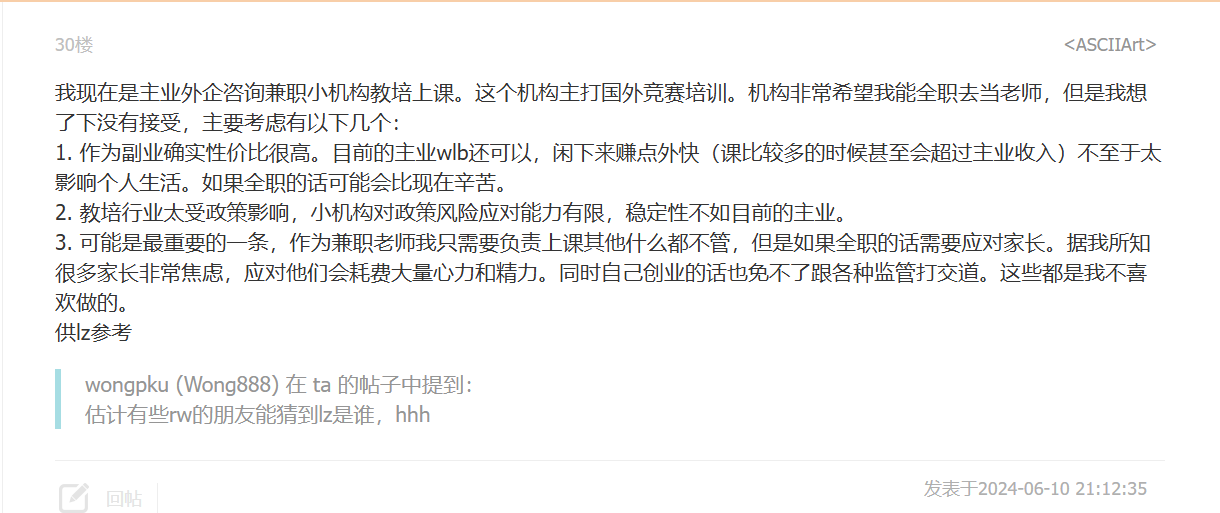 30楼
<ASCIIArt>
我现在是主业外企咨询兼职小机构教培上课。这个机构主打国外竞赛培训。机构非常希望我能全职去当老师，但是我想
了下没有接受，主要考虑有以下几个：
1. 作为副业确实性价比很高。目前的主业wlb还可以，闲下来赚点外快（课比较多的时候甚至会超过主业收入）不至于太
影响个人生活。如果全职的话可能会比现在辛苦。
2. 教培行业太受政策影响，小机构对政策风险应对能力有限，稳定性不如目前的主业。
3. 可能是最重要的一条，作为兼职老师我只需要负责上课其他什么都不管，但是如果全职的话需要应对家长。据我所知
很多家长非常焦虑，应对他们会耗费大量心力和精力。同时自己创业的话也免不了跟各种监管打交道。这些都是我不喜
欢做的。
供lz参考
wongpku (Wong888) 在 ta 的帖子中提到：
估计有些rw的朋友能猜到lz是谁，hhh
回帖
发表于2024-06-10 21:12:35